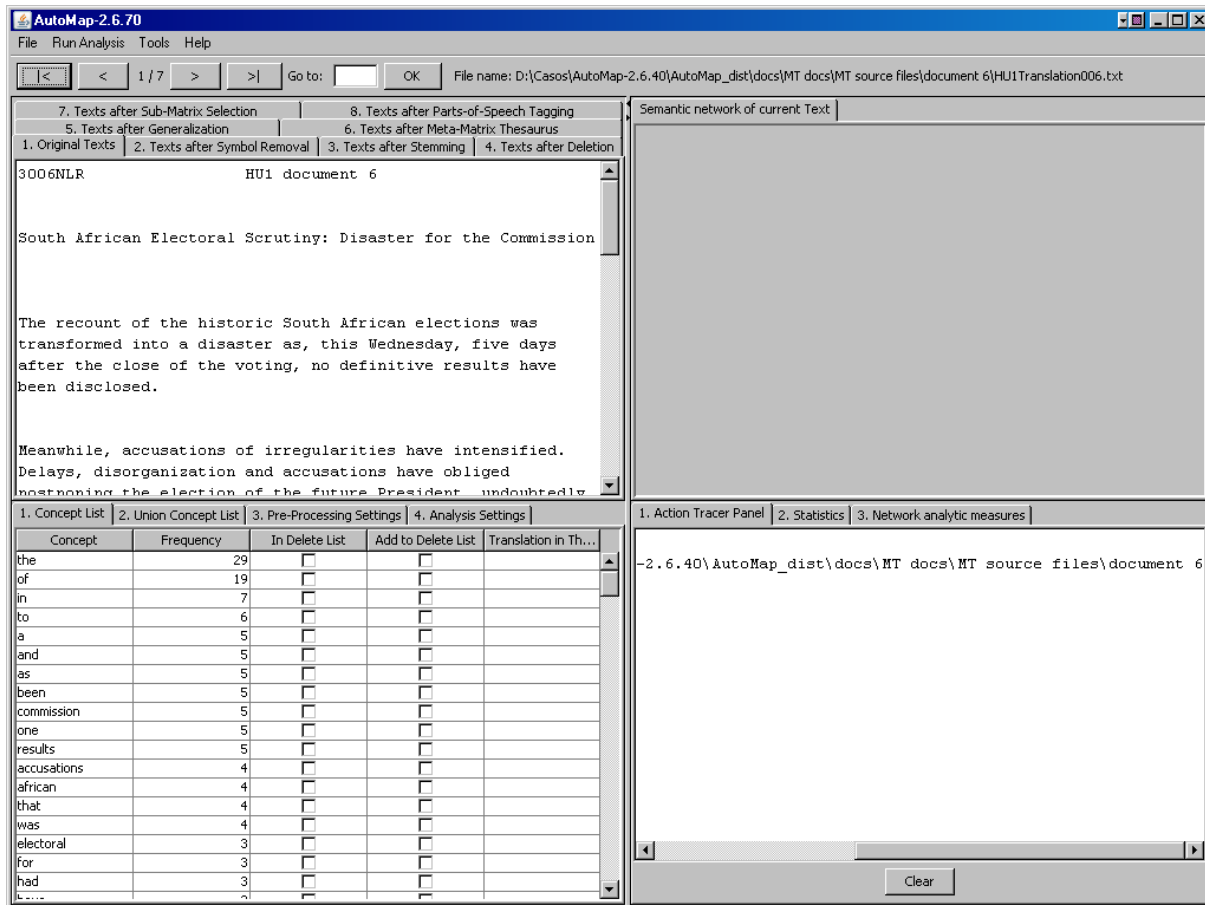 AutoMap-2.6.70
File Run Analysis Tools Help
|< < 1 / 7 > >| Go to: OK File name: D:\Casos\AutoMap-2.6.40\AutoMap_dist\docs\MT docs\MT source files\document 6\HU1Translation006.txt
7. Texts after Sub-Matrix Selection 8. Texts after Parts-of-Speech Tagging
5. Texts after Generalization 6. Texts after Meta-Matrix Thesaurus
1. Original Texts 2. Texts after Symbol Removal 3. Texts after Stemming 4. Texts after Deletion
3006NLR HU1 document 6
South African Electoral Scrutiny: Disaster for the Commission
The recount of the historic South African elections was
transformed into a disaster as, this Wednesday, five days
after the close of the voting, no definitive results have
been disclosed.
Meanwhile, accusations of irregularities have intensified.
Delays, disorganization and accusations have obliged
postponing the election of the future President, undoubtedly
Semantic network of current Text
1. Concept List 2. Union Concept List 3. Pre-Processing Settings 4. Analysis Settings
Concept Frequency In Delete List Add to Delete List Translation in Th...
the 29
of 19
in 7
to 6
a 5
and 5
as 5
been 5
commission 5
one 5
results 5
accusations 4
african 4
that 4
was 4
electoral 3
for 3
had 3
1. Action Tracer Panel 2. Statistics 3. Network analytic measures
-2.6.40\AutoMap_dist\docs\MT docs\MT source files\document 6
Clear